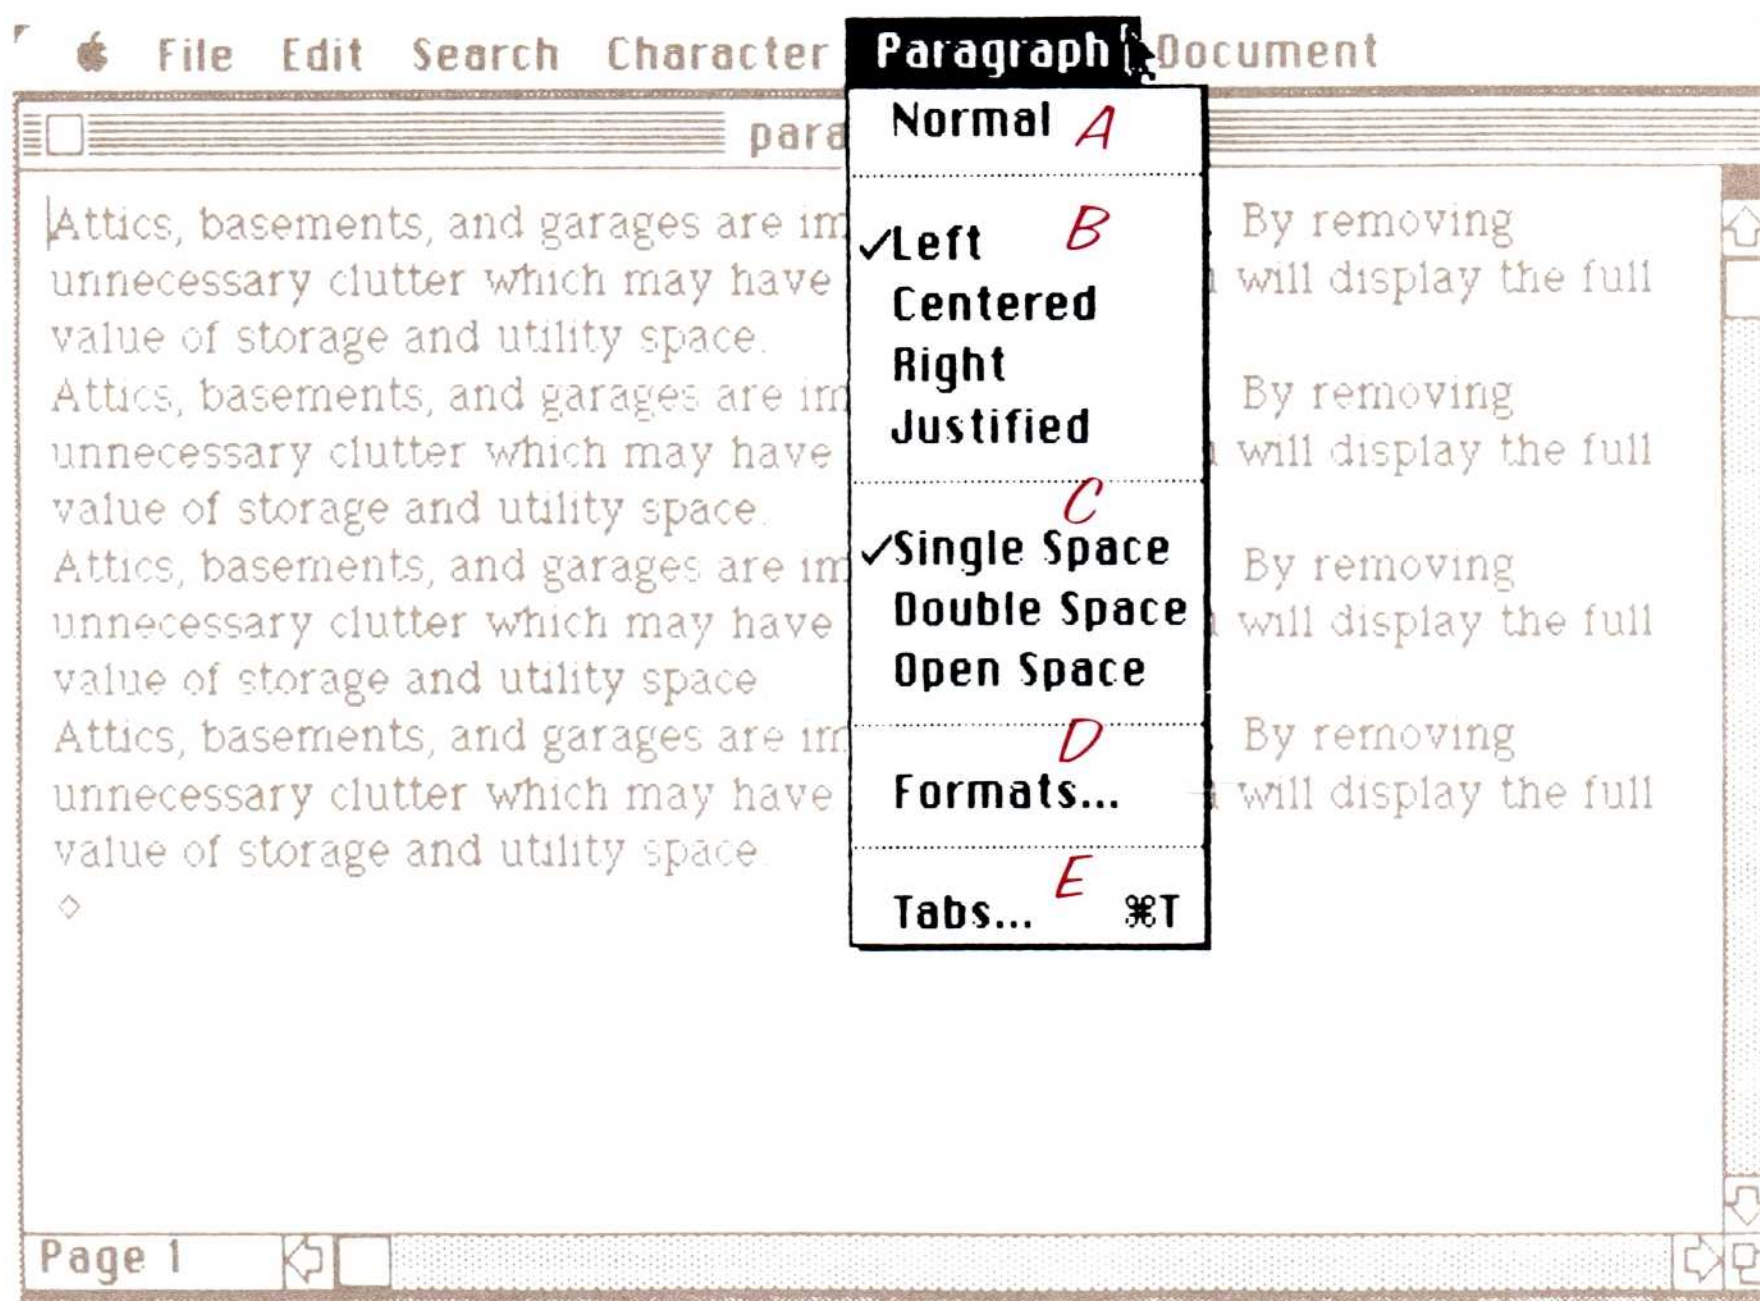 File Edit Search Character Paragraph Document
para
Normal A
B
✓Left
Centered
Right
Justified
C
✓Single Space
Double Space
Open Space
D
Formats...
E
Tabs... ⌘T
Attics, basements, and garages are im By removing
unnecessary clutter which may have will display the full
value of storage and utility space.
Attics, basements, and garages are im By removing
unnecessary clutter which may have will display the full
value of storage and utility space.
Attics, basements, and garages are im By removing
unnecessary clutter which may have will display the full
value of storage and utility space
Attics, basements, and garages are im By removing
unnecessary clutter which may have will display the full
value of storage and utility space.
Page 1